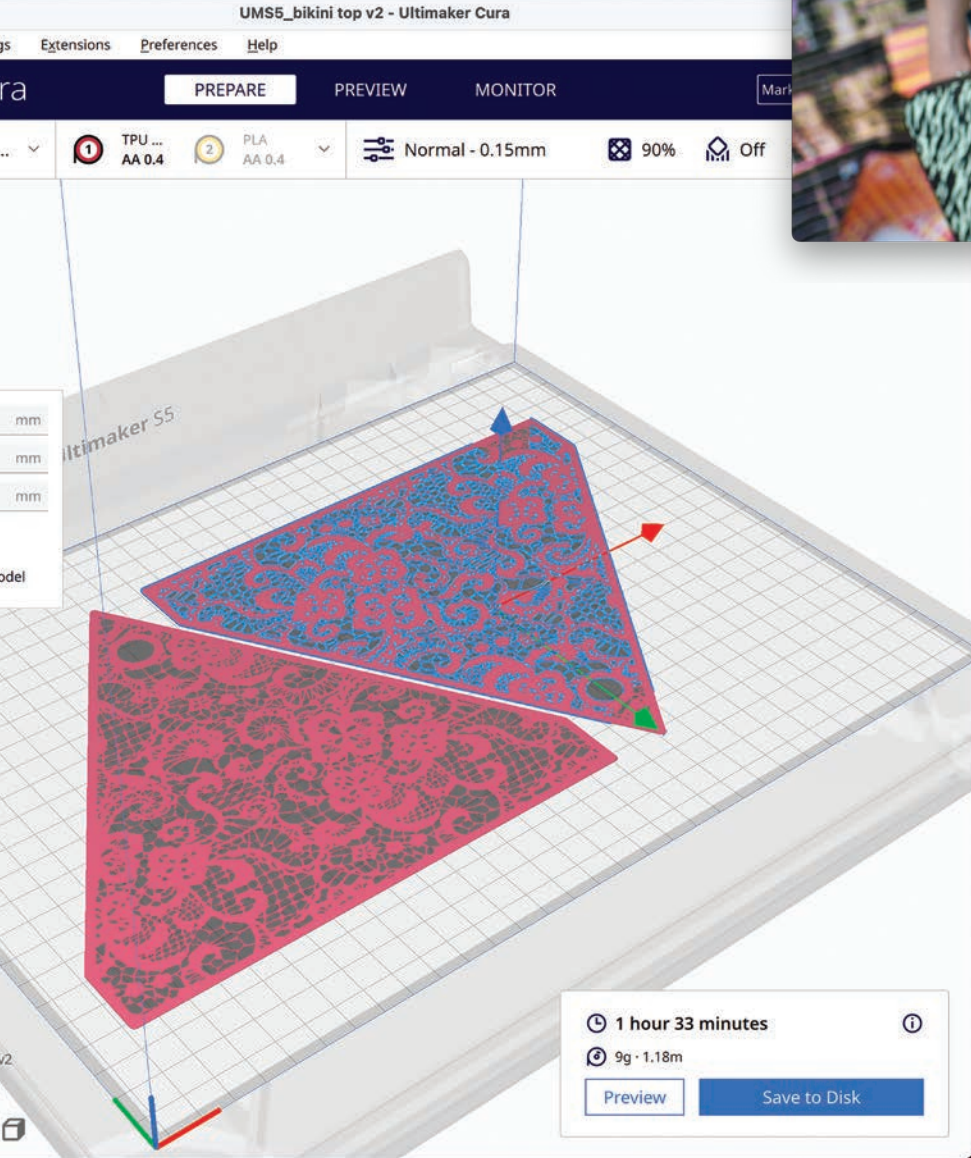 UMS5_bikini top v2 - Ultimaker Cura
gs Extensions Preferences Help
ra PREPARE PREVIEW MONITOR Mark
... 1 TPU ... AA 0.4 2 PLA AA 0.4 Normal - 0.15mm 90% Off
ltimaker S5
mm
mm
mm
odel
1 hour 33 minutes
9g · 1.18m
v2
Preview Save to Disk